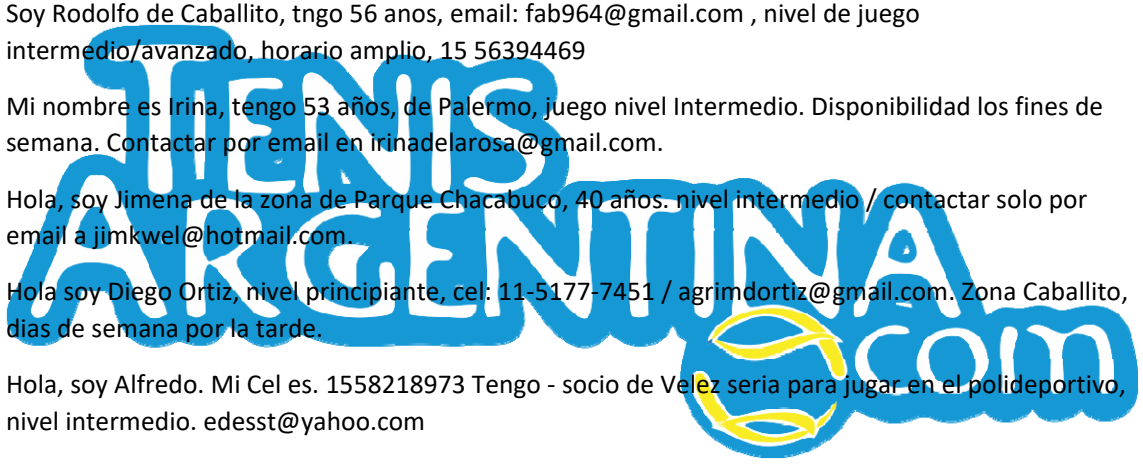 Soy Rodolfo de Caballito, tngo 56 anos, email: fab964@gmail.com , nivel de juego
intermedio/avanzado, horario amplio, 15 56394469
Mi nombre es Irina, tengo 53 años, de Palermo, juego nivel Intermedio. Disponibilidad los fines de
semana. Contactar por email en irinadelarosa@gmail.com.
Hola, soy Jimena de la zona de Parque Chacabuco, 40 años. nivel intermedio / contactar solo por
email a jimkwel@hotmail.com.
Hola soy Diego Ortiz, nivel principiante, cel: 11-5177-7451 / agrimdortiz@gmail.com. Zona Caballito,
dias de semana por la tarde.
Hola, soy Alfredo. Mi Cel es. 1558218973 Tengo - socio de Velez seria para jugar en el polideportivo,
nivel intermedio. edesst@yahoo.com
TENIS
ARGENTINA
com